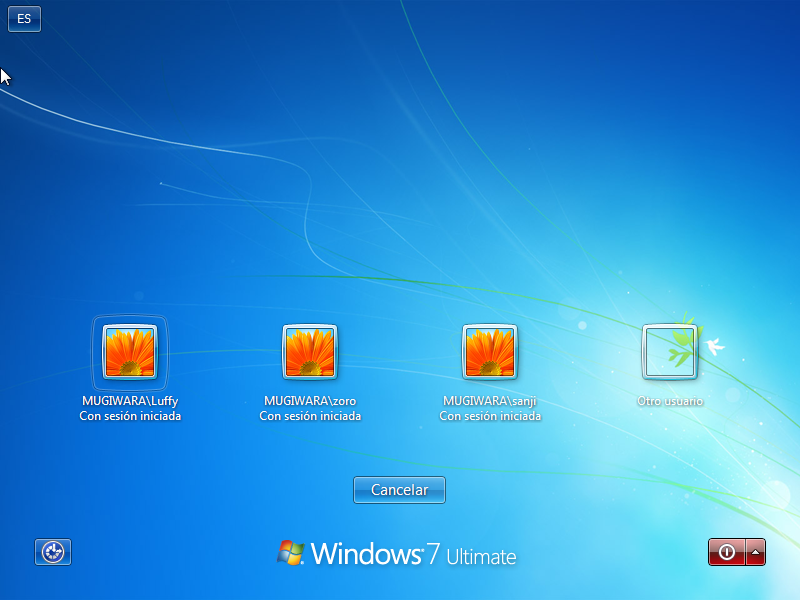 ES
MUGIWARA\Luffy
Con sesión iniciada
MUGIWARA\zoro
Con sesión iniciada
MUGIWARA\sanji
Con sesión iniciada
Otro usuario
Cancelar
Windows 7 Ultimate